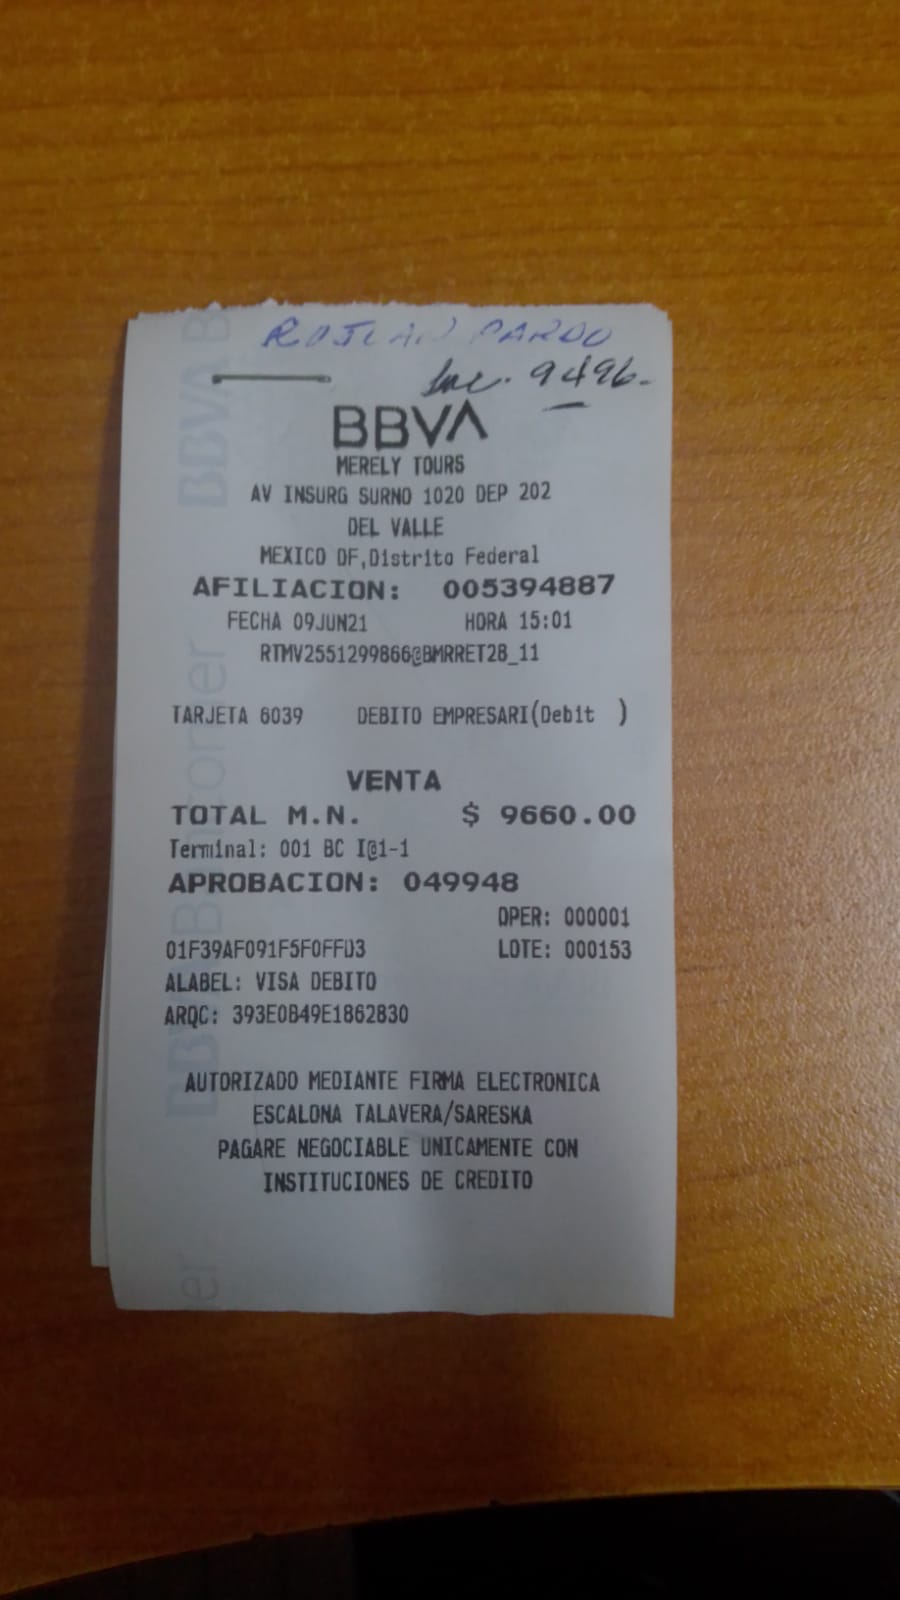 ROJLAN PARDO
9496.
BBVA
MERELY TOURS
AV INSURG SURNO 1020 DEP 202
DEL VALLE
MEXICO DF,Distrito Federal
AFILIACION: 005394887
FECHA 09JUN21 HORA 15:01
RTMV2551299866@BMRRET28_11
TARJETA 6039 DEBITO EMPRESARI(Debit )
VENTA
TOTAL M.N. $ 9660.00
Terminal: 001 BC I@1-1
APROBACION: 049948
OPER: 000001
01F39AF091F5F0FFD3 LOTE: 000153
ALABEL: VISA DEBITO
ARQC: 393E0B49E1862830
AUTORIZADO MEDIANTE FIRMA ELECTRONICA
ESCALONA TALAVERA/SARESKA
PAGARE NEGOCIABLE UNICAMENTE CON
INSTITUCIONES DE CREDITO